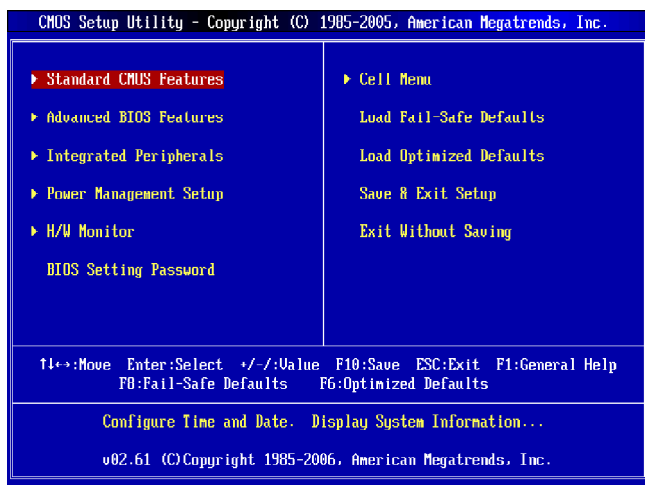 CMOS Setup Utility - Copyright (C) 1985-2005, American Megatrends, Inc.
Standard CMOS Features
Advanced BIOS Features
Integrated Peripherals
Power Management Setup
H/W Monitor
BIOS Setting Password
Cell Menu
Load Fail-Safe Defaults
Load Optimized Defaults
Save & Exit Setup
Exit Without Saving
↑↓←→:Move Enter:Select +/-/:Value F10:Save ESC:Exit F1:General Help
F8:Fail-Safe Defaults F6:Optimized Defaults
Configure Time and Date. Display System Information...
v02.61 (C)Copyright 1985-2006, American Megatrends, Inc.